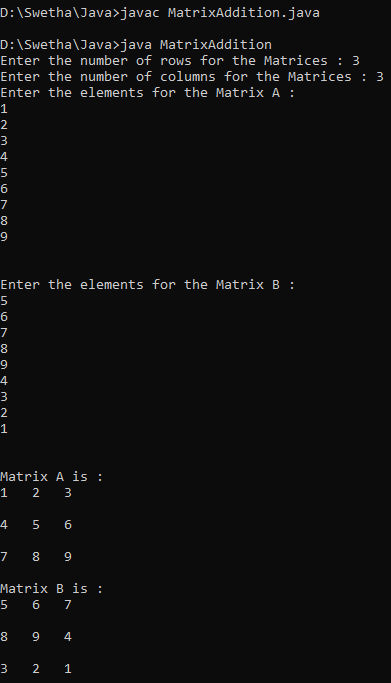 D:\Swetha\Java>javac MatrixAddition.java
D:\Swetha\Java>java MatrixAddition
Enter the number of rows for the Matrices : 3
Enter the number of columns for the Matrices : 3
Enter the elements for the Matrix A :
1
2
3
4
5
6
7
8
9
Enter the elements for the Matrix B :
5
6
7
8
9
4
3
2
1
Matrix A is :
1   2   3
4   5   6
7   8   9
Matrix B is :
5   6   7
8   9   4
3   2   1